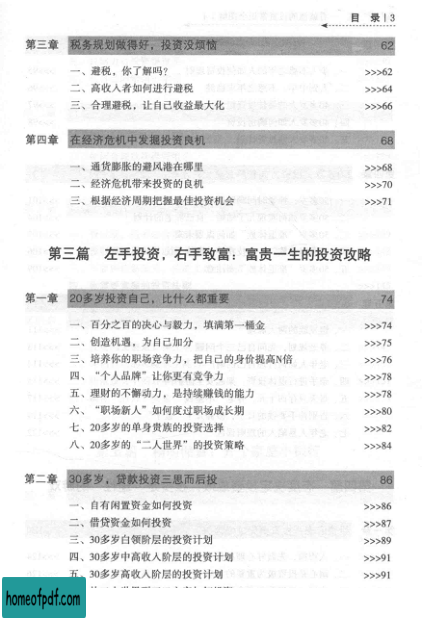 目 录 | 3
第三章 税务规划做得好，投资没烦恼 62
一、避税，你了解吗？ >>>62
二、高收入者如何进行避税 >>>64
三、合理避税，让自己收益最大化 >>>66
第四章 在经济危机中发掘投资良机 68
一、通货膨胀的避风港在哪里 >>>68
二、经济危机带来投资的良机 >>>70
三、根据经济周期把握最佳投资机会 >>>71
第三篇 左手投资，右手致富：富贵一生的投资攻略
第一章 20多岁投资自己，比什么都重要 74
一、百分之百的决心与毅力，填满第一桶金 >>>74
二、创造机遇，为自己加分 >>>75
三、培养你的职场竞争力，把自己的身价提高N倍 >>>76
四、“个人品牌”让你更有竞争力 >>>78
五、理财的不懈动力，是持续赚钱的能力 >>>78
六、“职场新人”如何度过职场成长期 >>>80
七、20多岁的单身贵族的投资选择 >>>82
八、20多岁的“二人世界”的投资策略 >>>84
第二章 30多岁，贷款投资三思而后投 86
一、自有闲置资金如何投资 >>>86
二、借贷资金如何投资 >>>87
三、30多岁白领阶层的投资计划 >>>89
四、30多岁中高收入阶层的投资计划 >>>91
五、30多岁高收入阶层的投资计划 >>>91
homeofpdf.com